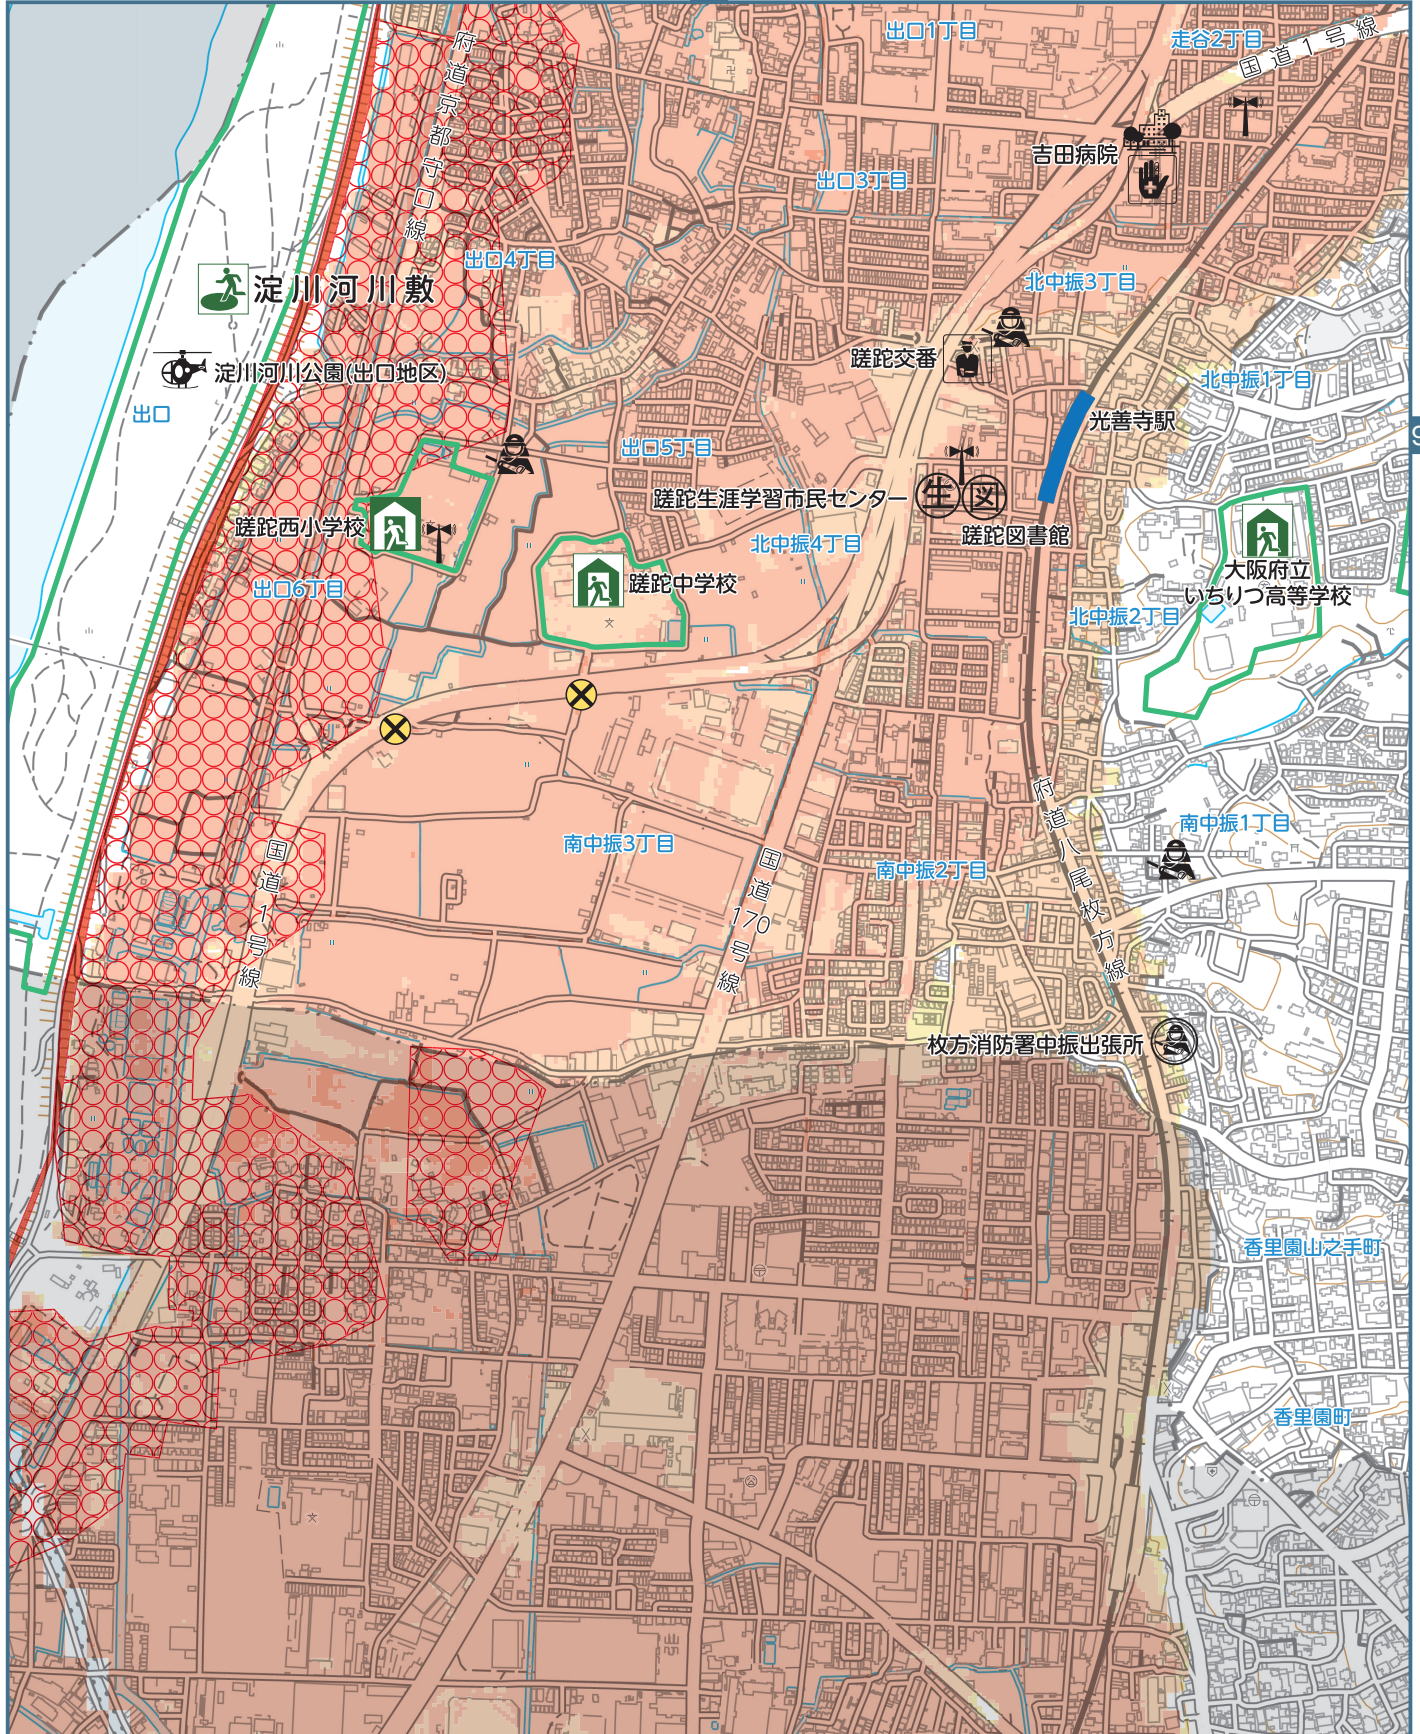 出口1丁目
走谷2丁目
国道1号線
府道京都守口線
吉田病院
出口3丁目
出口4丁目
北中振3丁目
淀川河川敷
蹉跎交番
淀川河川公園(出口地区)
北中振1丁目
出口
光善寺駅
出口5丁目
蹉跎生涯学習市民センター
生
図
蹉跎西小学校
蹉跎図書館
北中振4丁目
大阪府立
いちりつ高等学校
蹉跎中学校
出口6丁目
北中振2丁目
府道八尾枚方線
南中振1丁目
南中振3丁目
国道1号線
国道170号線
南中振2丁目
枚方消防署中振出張所
香里園山之手町
香里園町